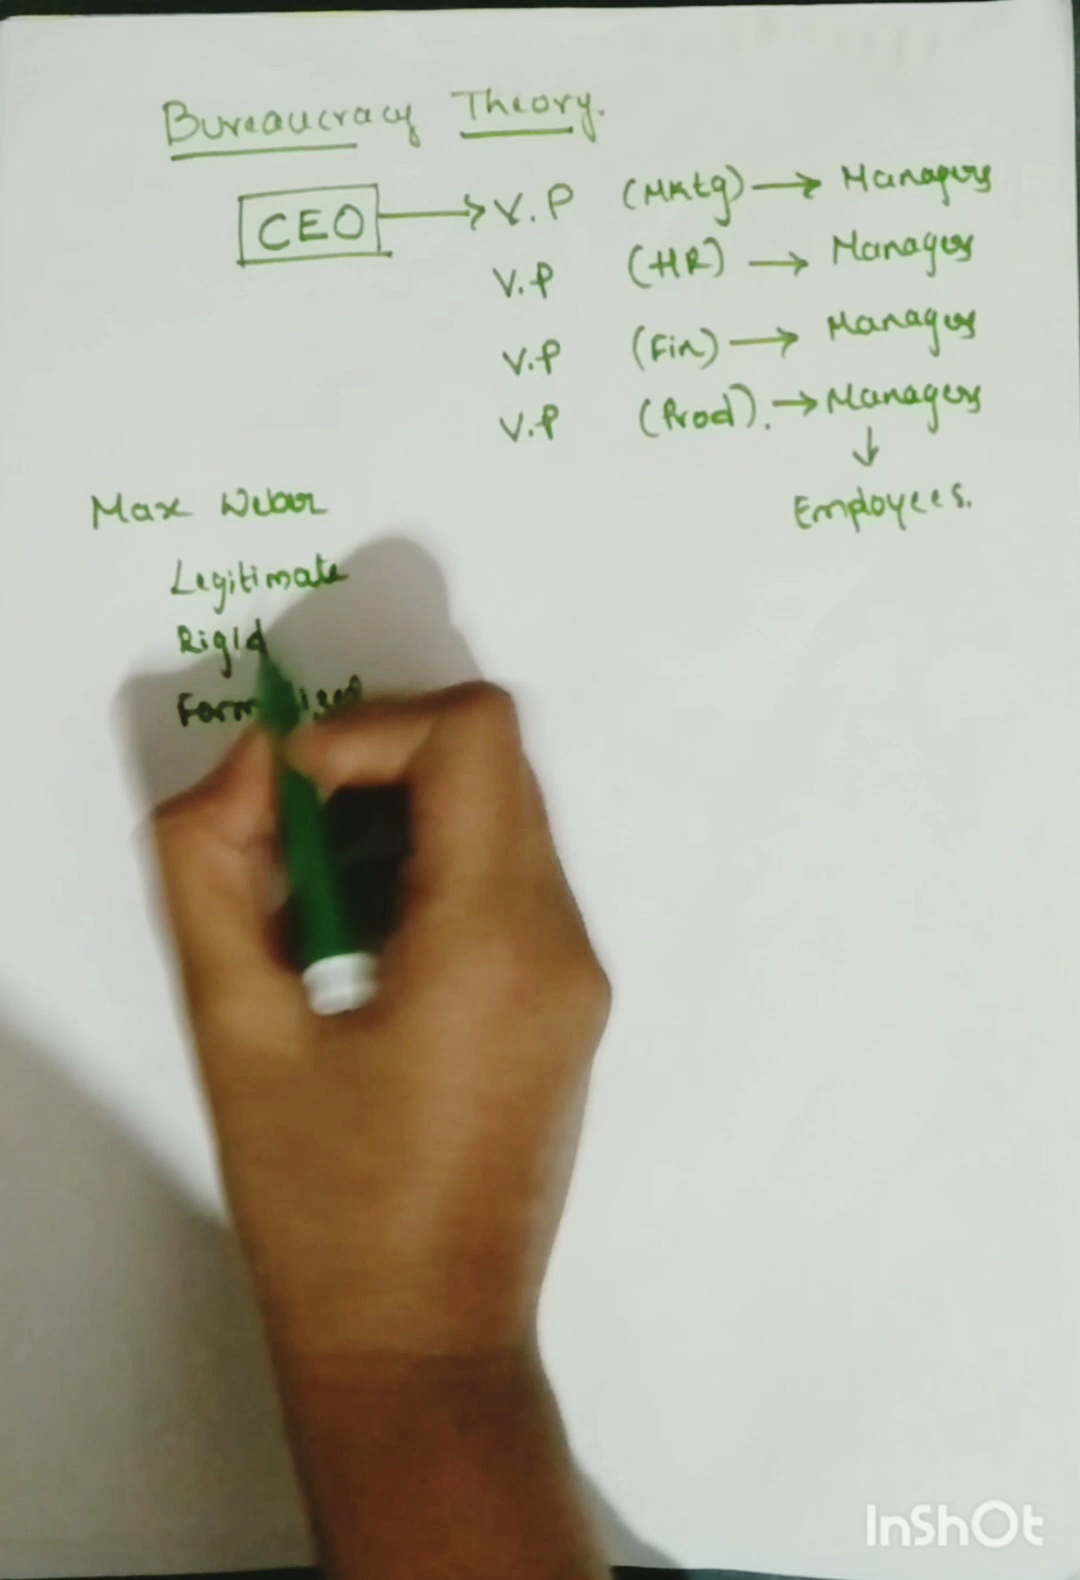 Bureaucracy Theory.
CEO → V.P (Mktg) → Managers
V.P (HR) → Managers
V.P (Fin) → Managers
V.P (Prod). → Managers
↓
Employees.
Max Weber
Legitimate
Rigid
InShOt